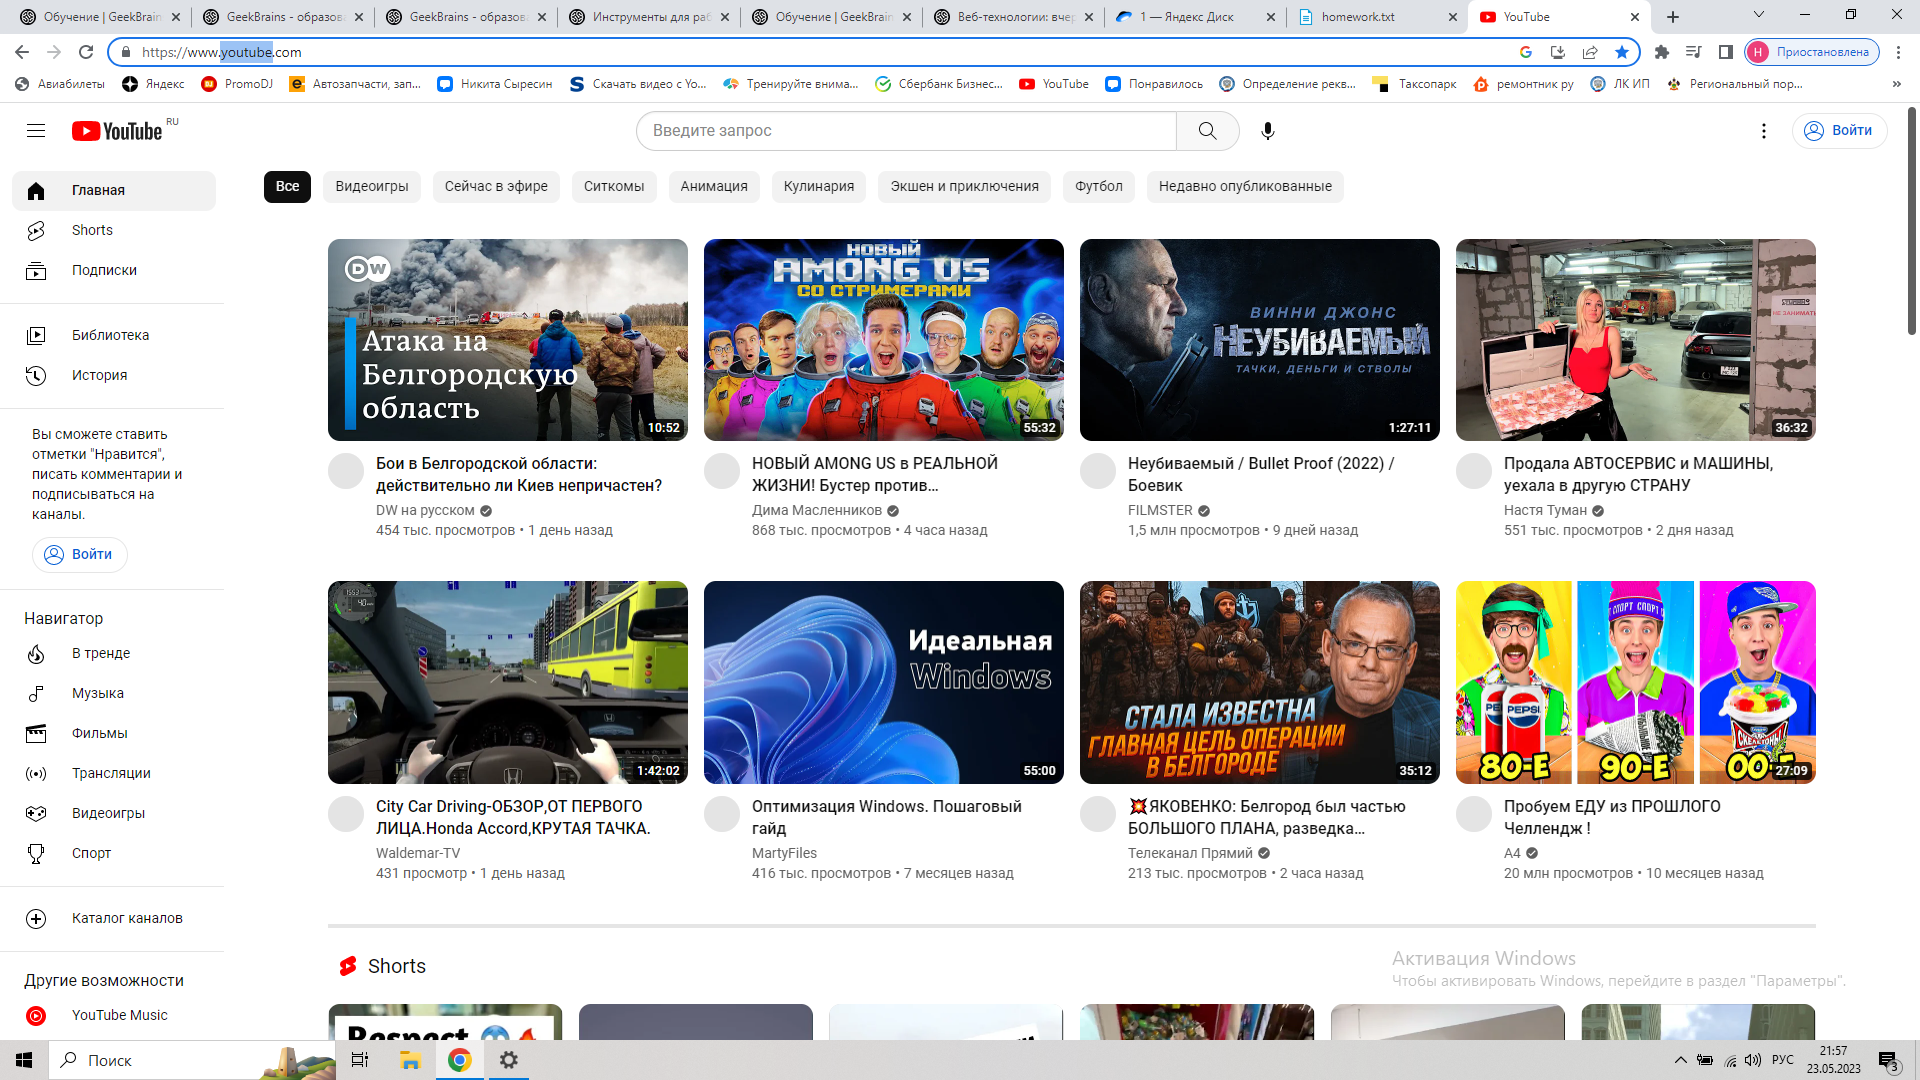 Обучение | GeekBrain
GeekBrains - образова
GeekBrains - образова
Инструменты для раб
Обучение | GeekBrain
Веб-технологии: вчер
1 — Яндекс Диск
homework.txt
YouTube
https://www.youtube.com
Приостановлена
Авиабилеты
Яндекс
PromoDJ
Автозапчасти, зап...
Никита Сыресин
Скачать видео с Yo...
Тренируйте внима...
Сбербанк Бизнес...
YouTube
Понравилось
Определение рекв...
Таксопарк
ремонтник ру
ЛК ИП
Региональный пор...
YouTube RU
Введите запрос
Войти
Главная
Shorts
Подписки
Библиотека
История
Вы сможете ставить
отметки "Нравится",
писать комментарии и
подписываться на
каналы.
Войти
Навигатор
В тренде
Музыка
Фильмы
Трансляции
Видеоигры
Спорт
Каталог каналов
Другие возможности
YouTube Music
Все
Видеоигры
Сейчас в эфире
Ситкомы
Анимация
Кулинария
Экшен и приключения
Футбол
Недавно опубликованные
DW
Атака на
Белгородскую
область
10:52
Бои в Белгородской области:
действительно ли Киев непричастен?
DW на русском
454 тыс. просмотров • 1 день назад
НОВЫЙ
AMONG US
СО СТРИМЕРАМИ
55:32
НОВЫЙ AMONG US в РЕАЛЬНОЙ
ЖИЗНИ! Бустер против...
Дима Масленников
868 тыс. просмотров • 4 часа назад
ВИННИ ДЖОНС
НЕУБИВАЕМЫЙ
ТАЧКИ, ДЕНЬГИ И СТВОЛЫ
1:27:11
Неубиваемый / Bullet Proof (2022) /
Боевик
FILMSTER
1,5 млн просмотров • 9 дней назад
НЕ ЗАНИМАТЬ
36:32
Продала АВТОСЕРВИС и МАШИНЫ,
уехала в другую СТРАНУ
Настя Туман
551 тыс. просмотров • 2 дня назад
1:42:02
City Car Driving-ОБЗОР,ОТ ПЕРВОГО
ЛИЦА.Honda Accord,КРУТАЯ ТАЧКА.
Waldemar-TV
431 просмотр • 1 день назад
Идеальная
Windows
55:00
Оптимизация Windows. Пошаговый
гайд
MartyFiles
416 тыс. просмотров • 7 месяцев назад
СТАЛА ИЗВЕСТНА
ГЛАВНАЯ ЦЕЛЬ ОПЕРАЦИИ
В БЕЛГОРОДЕ
35:12
💥ЯКОВЕНКО: Белгород был частью
БОЛЬШОГО ПЛАНА, разведка...
Телеканал Прямий
213 тыс. просмотров • 2 часа назад
СПОРТ СПОРТ
PEPSI
80-Е
90-Е
00-
27:09
Пробуем ЕДУ из ПРОШЛОГО
Челлендж !
A4
20 млн просмотров • 10 месяцев назад
Shorts
Respect
Активация Windows
Чтобы активировать Windows, перейдите в раздел "Параметры".
Поиск
РУС
21:57
23.05.2023
3